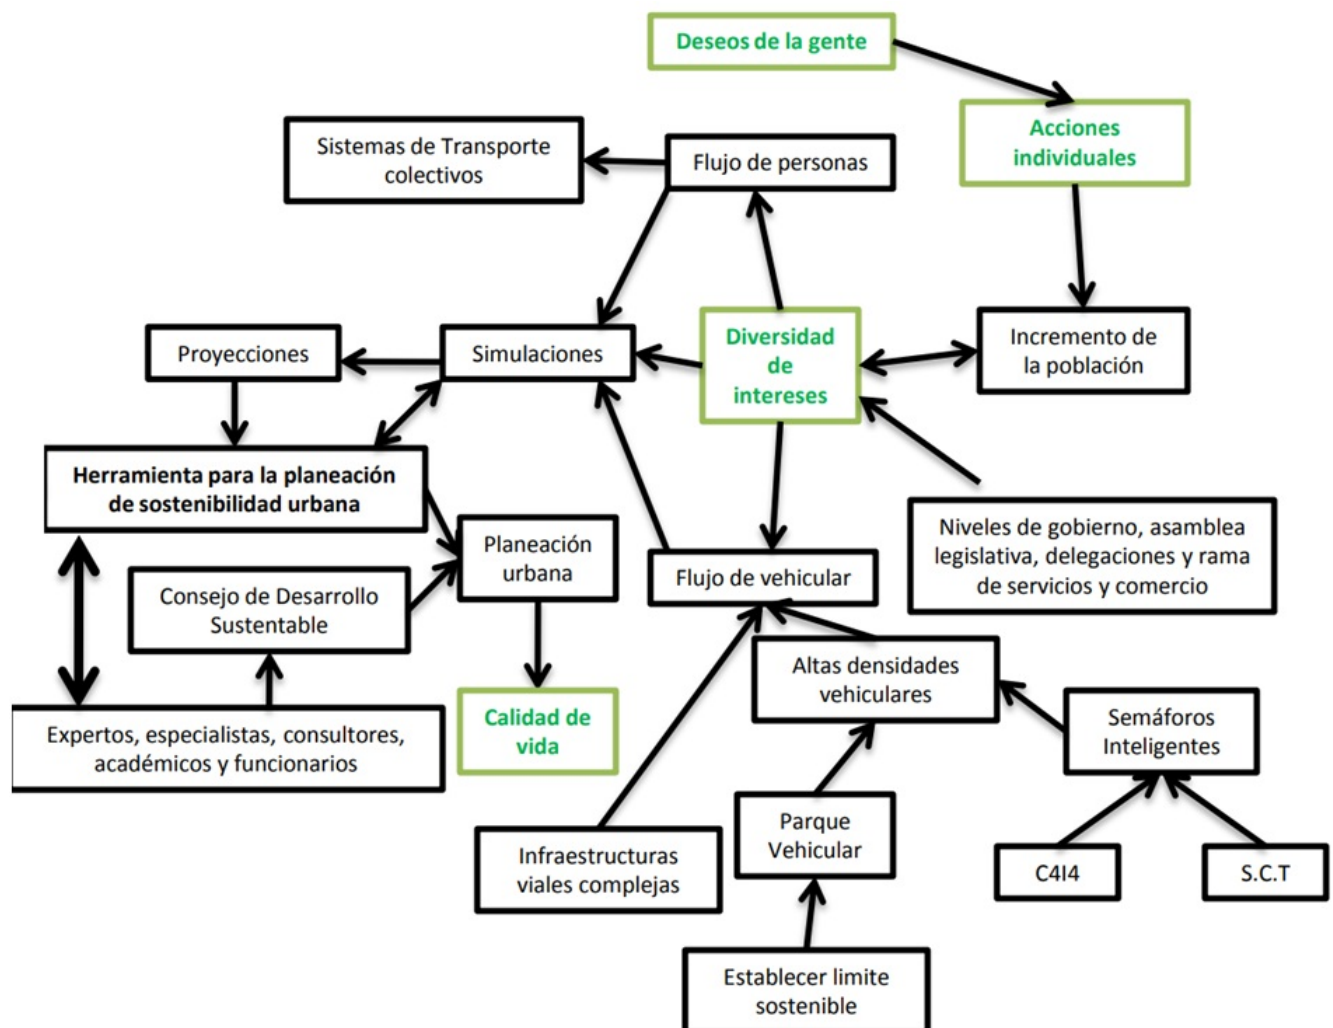 Deseos de la gente
Acciones
individuales
Sistemas de Transporte
colectivos
Flujo de personas
Proyecciones
Simulaciones
Diversidad
de
intereses
Incremento de
la población
Herramienta para la planeación
de sostenibilidad urbana
Planeación
urbana
Niveles de gobierno, asamblea
legislativa, delegaciones y rama
de servicios y comercio
Consejo de Desarrollo
Sustentable
Flujo de vehicular
Altas densidades
vehiculares
Expertos, especialistas, consultores,
académicos y funcionarios
Calidad de
vida
Semáforos
Inteligentes
Infraestructuras
viales complejas
Parque
Vehicular
C4I4
S.C.T
Establecer limite
sostenible